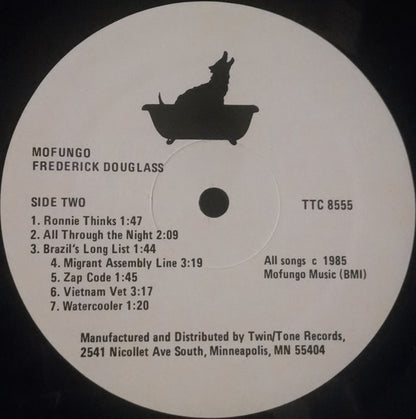 MOFUNGO
FREDERICK DOUGLASS
SIDE TWO
TTC 8555
1. Ronnie Thinks 1:47
2. All Through the Night 2:09
3. Brazil's Long List 1:44
4. Migrant Assembly Line 3:19
5. Zap Code 1:45
6. Vietnam Vet 3:17
7. Watercooler 1:20
All songs c 1985
Mofungo Music (BMI)
Manufactured and Distributed by Twin/Tone Records,
2541 Nicollet Ave South, Minneapolis, MN 55404